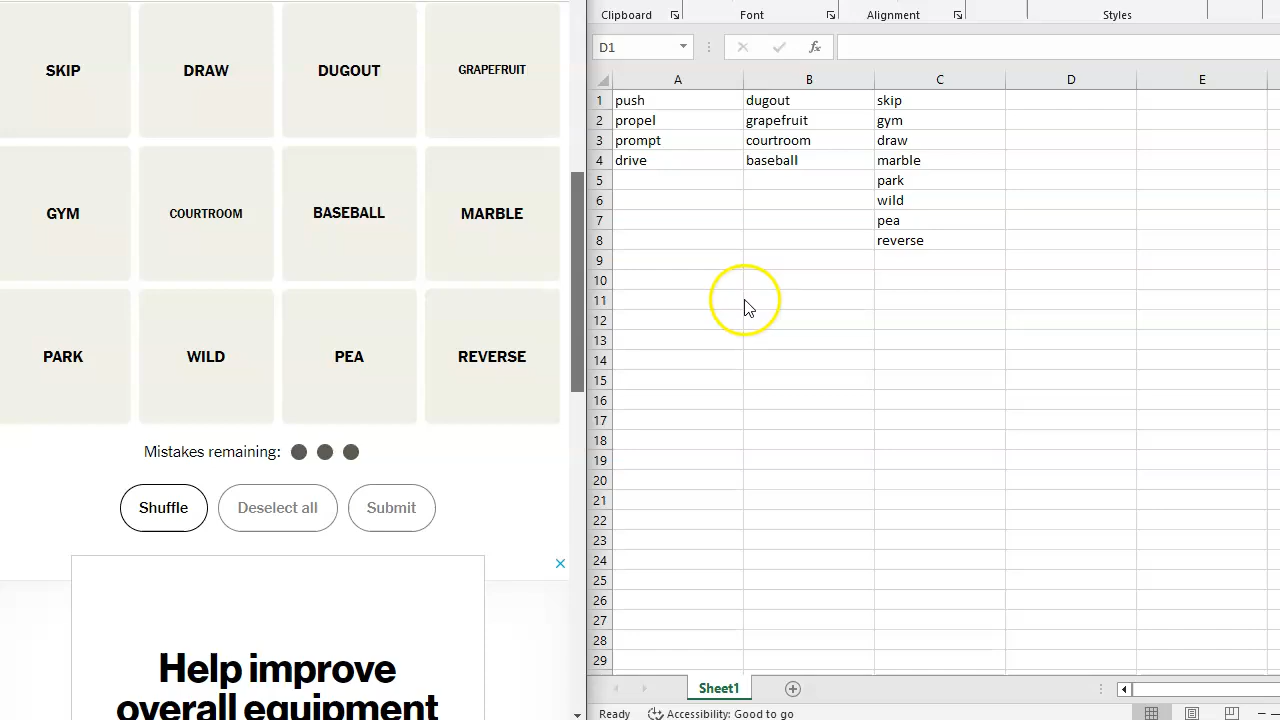 SKIP DRAW DUGOUT GRAPEFRUIT
GYM COURTROOM BASEBALL MARBLE
PARK WILD PEA REVERSE
Mistakes remaining:
Shuffle Deselect all Submit
Help improve
overall equipment
Clipboard Font Alignment Styles
D1 fx
A B C D E
1 push dugout skip
2 propel grapefruit gym
3 prompt courtroom draw
4 drive baseball marble
5 park
6 wild
7 pea
8 reverse
9
10
11
12
13
14
15
16
17
18
19
20
21
22
23
24
25
26
27
28
29
Sheet1
Ready Accessibility: Good to go